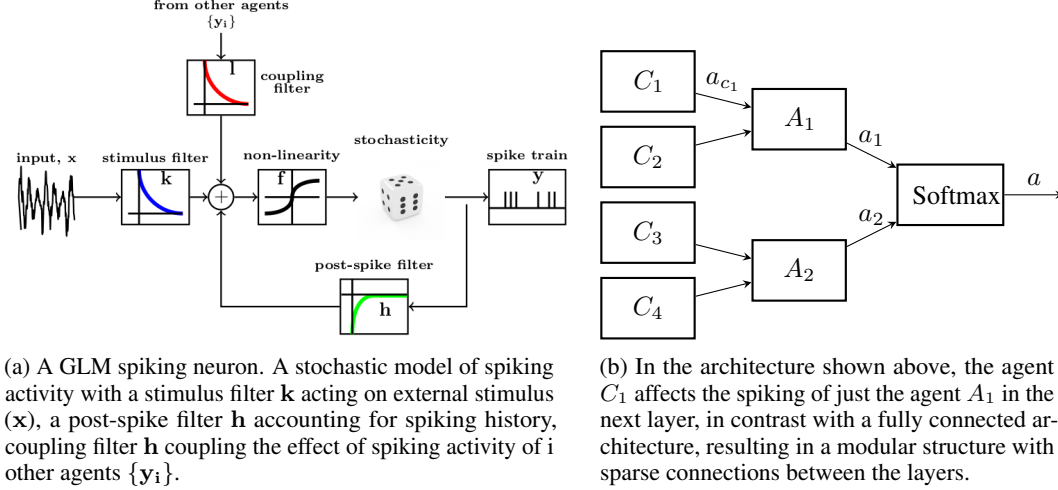 from other agents
{yᵢ}
l
coupling
filter
input, x
stimulus filter
k
+
non-linearity
f
stochasticity
spike train
y
post-spike filter
h
(a) A GLM spiking neuron. A stochastic model of spiking
activity with a stimulus filter k acting on external stimulus
(x), a post-spike filter h accounting for spiking history,
coupling filter h coupling the effect of spiking activity of i
other agents {yᵢ}.
C₁
a_{c₁}
C₂
A₁
a₁
C₃
C₄
A₂
a₂
Softmax
a
(b) In the architecture shown above, the agent
C₁ affects the spiking of just the agent A₁ in the
next layer, in contrast with a fully connected ar-
chitecture, resulting in a modular structure with
sparse connections between the layers.